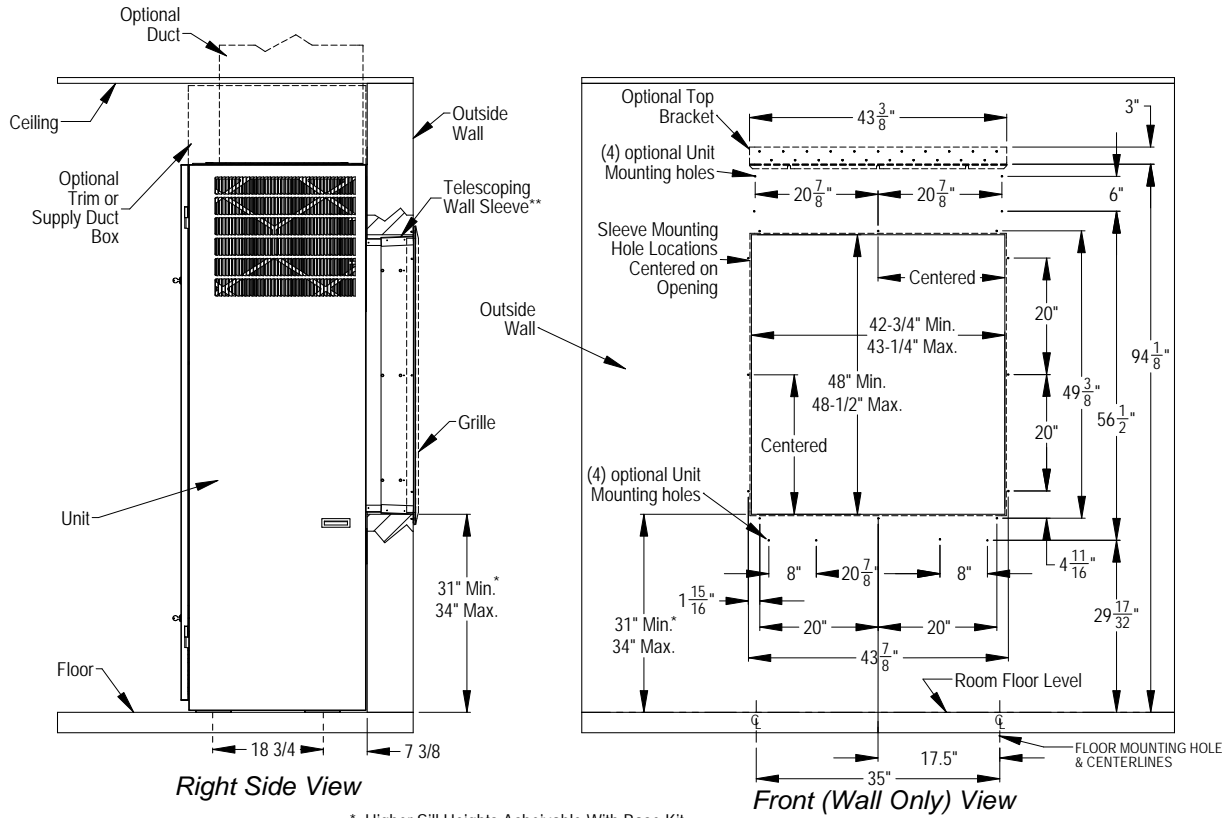 Optional
Duct
Ceiling
Outside
Wall
Optional
Trim or
Supply Duct
Box
Telescoping
Wall Sleeve**
Grille
Unit
31" Min.*
34" Max.
Floor
18 3/4
7 3/8
Right Side View
Optional Top
Bracket
43 3/8"
3"
(4) optional Unit
Mounting holes
20 7/8"
20 7/8"
6"
Sleeve Mounting
Hole Locations
Centered on
Opening
Centered
Outside
Wall
42-3/4" Min.
43-1/4" Max.
20"
94 1/8"
48" Min.
48-1/2" Max.
49 3/8"
56 1/2"
Centered
20"
(4) optional Unit
Mounting holes
8"
20 7/8"
8"
4 11/16"
1 15/16"
29 17/32"
31" Min.*
34" Max.
20"
20"
43 7/8"
Room Floor Level
CL
CL
17.5"
FLOOR MOUNTING HOLE
& CENTERLINES
35"
Front (Wall Only) View